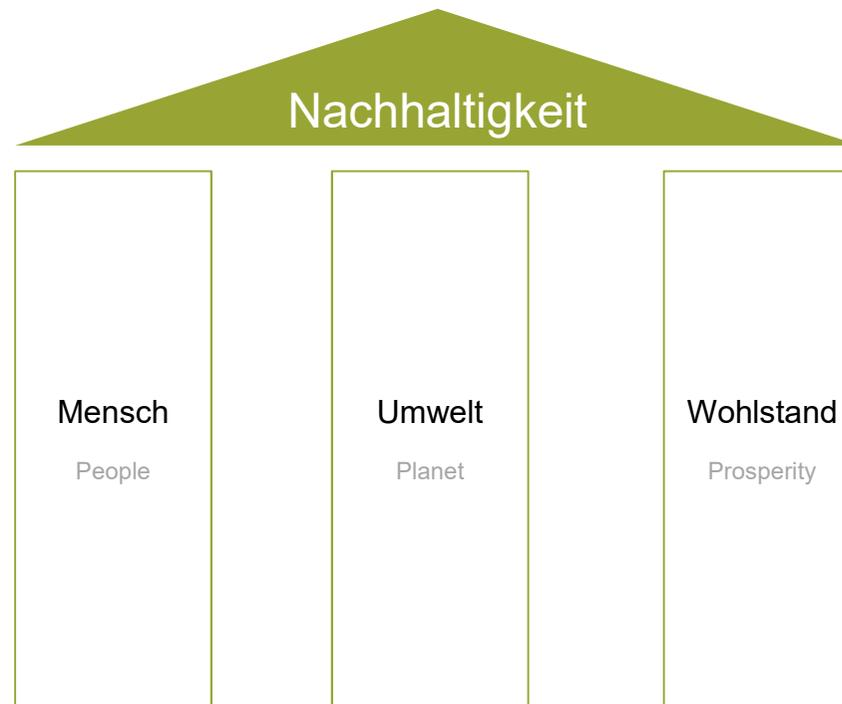 Nachhaltigkeit
Mensch
People
Umwelt
Planet
Wohlstand
Prosperity